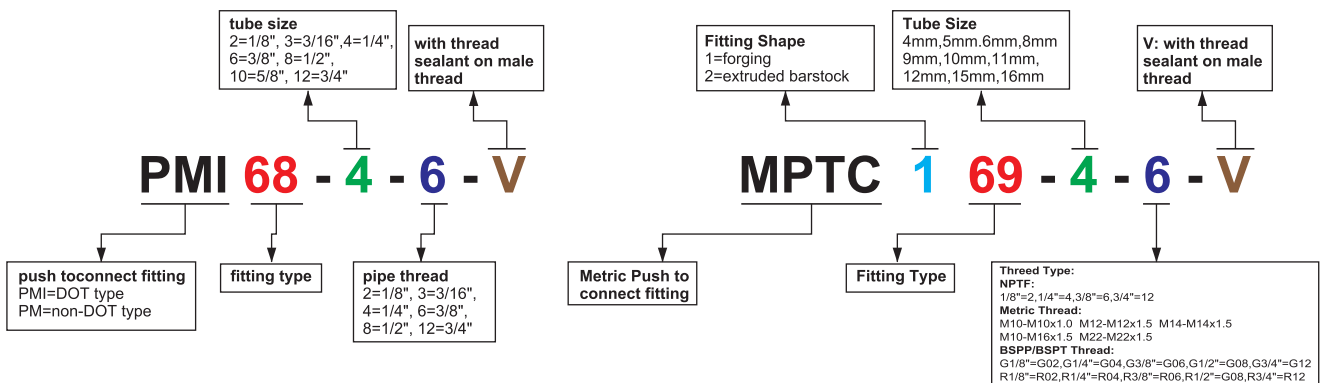 tube size
2=1/8", 3=3/16",4=1/4",
6=3/8", 8=1/2",
10=5/8", 12=3/4"
with thread
sealant on male
thread
PMI 68 - 4 - 6 - V
push toconnect fitting
PMI=DOT type
PM=non-DOT type
fitting type
pipe thread
2=1/8", 3=3/16",
4=1/4", 6=3/8",
8=1/2", 12=3/4"
Fitting Shape
1=forging
2=extruded barstock
Tube Size
4mm,5mm.6mm,8mm
9mm,10mm,11mm,
12mm,15mm,16mm
V: with thread
sealant on male
thread
MPTC 1 69 - 4 - 6 - V
Metric Push to
connect fitting
Fitting Type
Threed Type:
NPTF:
1/8"=2,1/4"=4,3/8"=6,3/4"=12
Metric Thread:
M10-M10x1.0 M12-M12x1.5 M14-M14x1.5
M10-M16x1.5 M22-M22x1.5
BSPP/BSPT Thread:
G1/8"=G02,G1/4"=G04,G3/8"=G06,G1/2"=G08,G3/4"=G12
R1/8"=R02,R1/4"=R04,R3/8"=R06,R1/2"=G08,R3/4"=R12